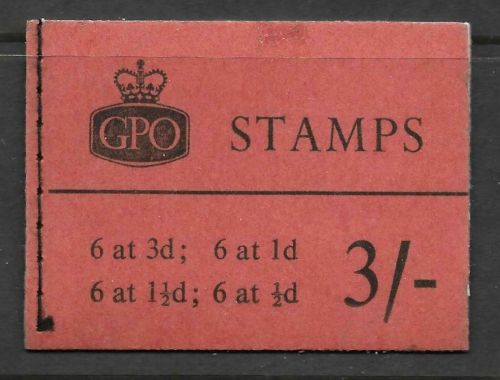 GPO
STAMPS
6 at 3d; 6 at 1d
6 at 1½d; 6 at ½d
3/-